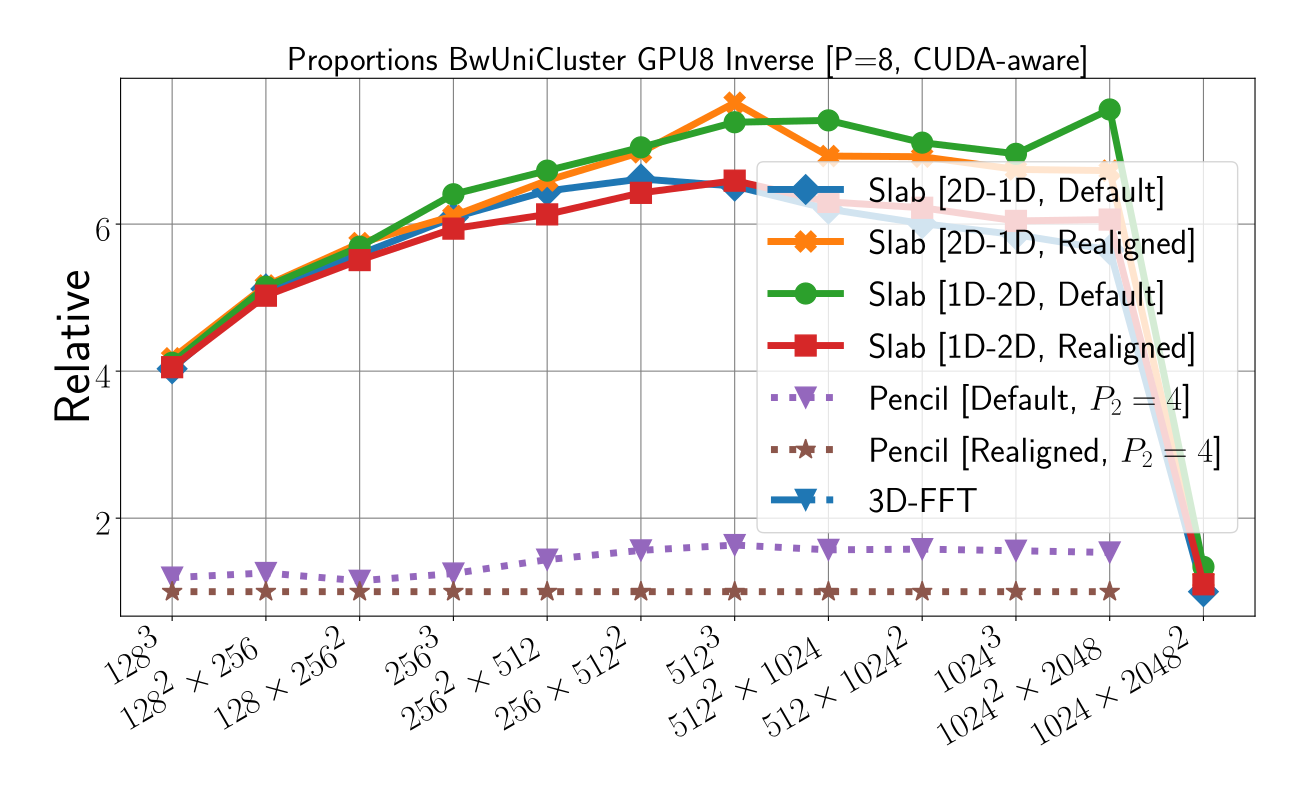 Proportions BwUniCluster GPU8 Inverse [P=8, CUDA-aware]
Relative
6
4
2
Slab [2D-1D, Default]
Slab [2D-1D, Realigned]
Slab [1D-2D, Default]
Slab [1D-2D, Realigned]
Pencil [Default, P₂ = 4]
Pencil [Realigned, P₂ = 4]
3D-FFT
128³
128² × 256
128 × 256²
256³
256² × 512
256 × 512²
512³
512² × 1024
512 × 1024²
1024³
1024² × 2048
1024 × 2048²